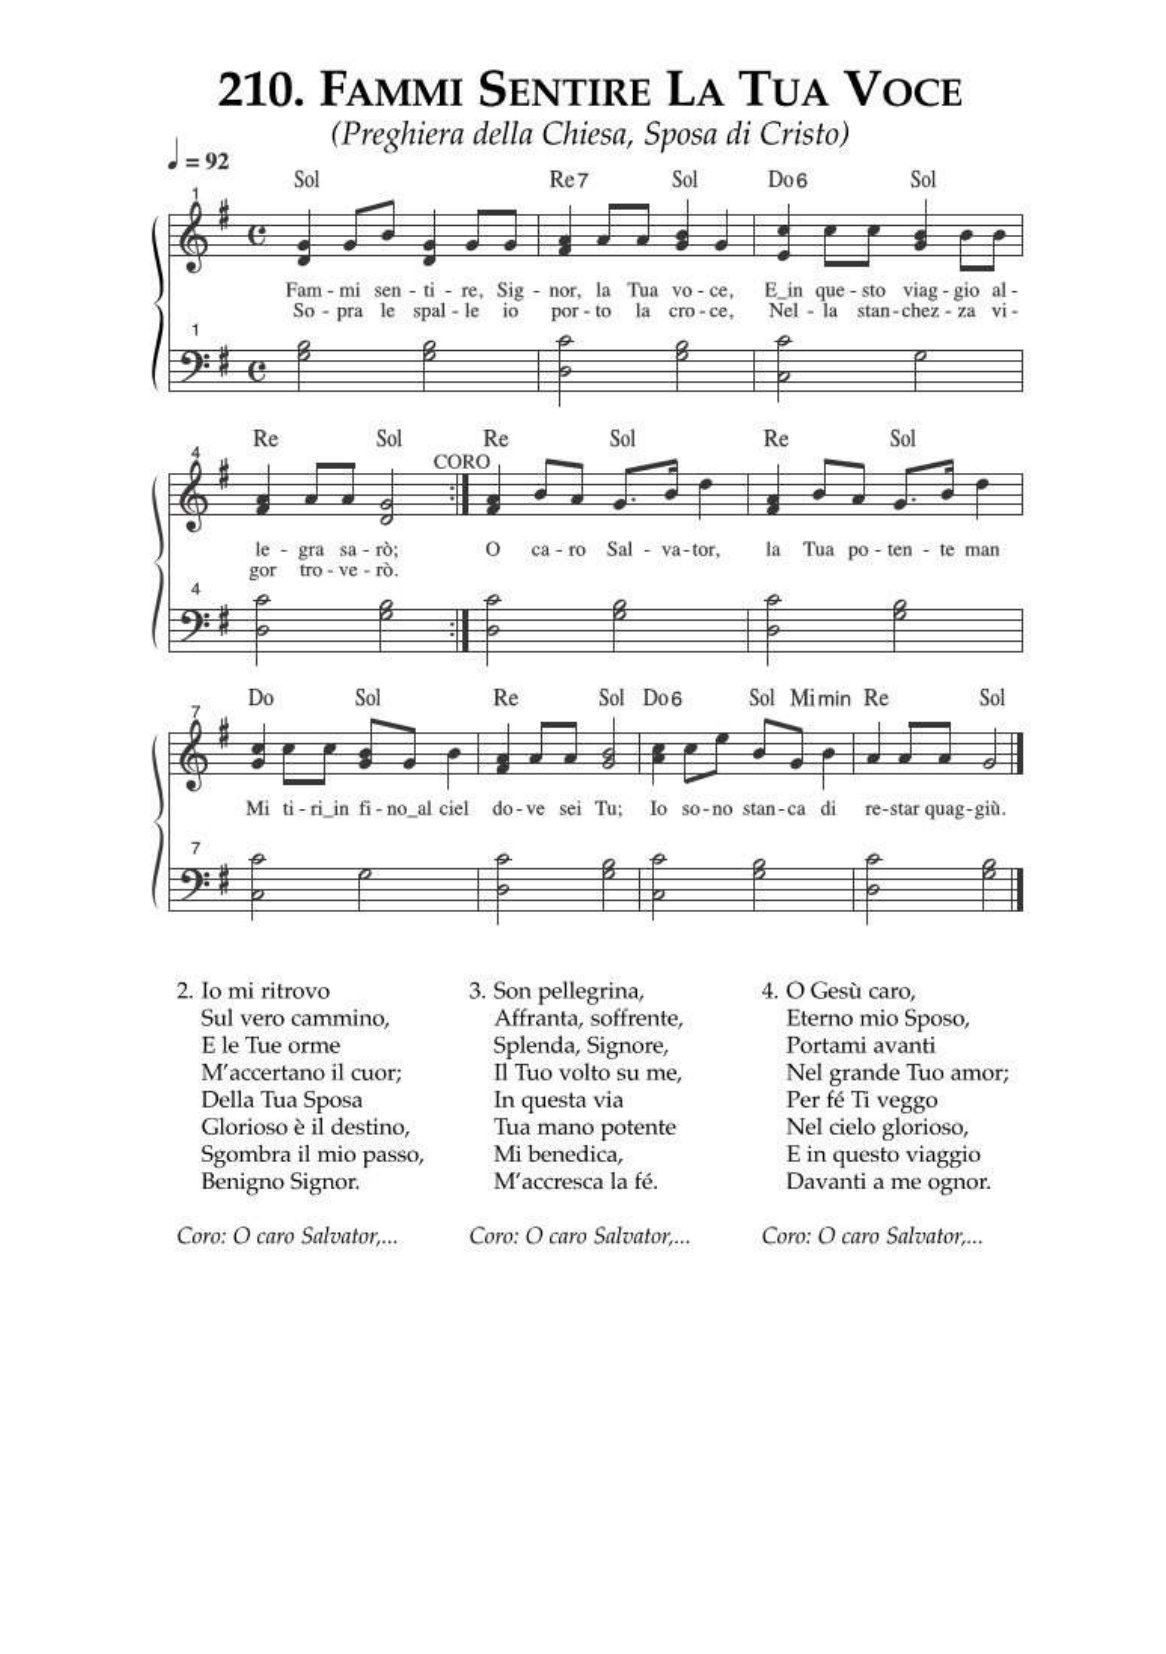 210. FAMMI SENTIRE LA TUA VOCE
(Preghiera della Chiesa, Sposa di Cristo)
♩ = 92
Sol Re7 Sol Do6 Sol
1
Fam - mi sen - ti - re, Sig - nor, la Tua vo - ce, E_in que - sto viag - gio al -
So - pra le spal - le io por - to la cro - ce, Nel - la stan - chez - za vi -
1
Re Sol Re Sol Re Sol
4 CORO
le - gra sa - rò; O ca - ro Sal - va - tor, la Tua po - ten - te man
gor tro - ve - rò.
4
Do Sol Re Sol Do6 Sol Mimin Re Sol
7
Mi ti - ri_in fi - no_al ciel do - ve sei Tu; Io so - no stan - ca di re - star quag - giù.
7
2. Io mi ritrovo
Sul vero cammino,
E le Tue orme
M'accertano il cuor;
Della Tua Sposa
Glorioso è il destino,
Sgombra il mio passo,
Benigno Signor.
Coro: O caro Salvator,...
3. Son pellegrina,
Affranta, soffrente,
Splenda, Signore,
Il Tuo volto su me,
In questa via
Tua mano potente
Mi benedica,
M'accresca la fé.
Coro: O caro Salvator,...
4. O Gesù caro,
Eterno mio Sposo,
Portami avanti
Nel grande Tuo amor;
Per fé Ti veggo
Nel cielo glorioso,
E in questo viaggio
Davanti a me ognor.
Coro: O caro Salvator,...